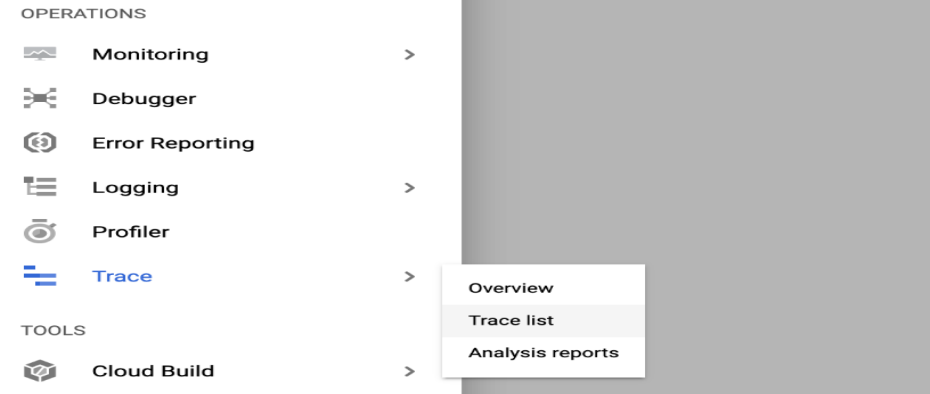 OPERATIONS
Monitoring
Debugger
Error Reporting
Logging
Profiler
Trace
Overview
Trace list
Analysis reports
TOOLS
Cloud Build